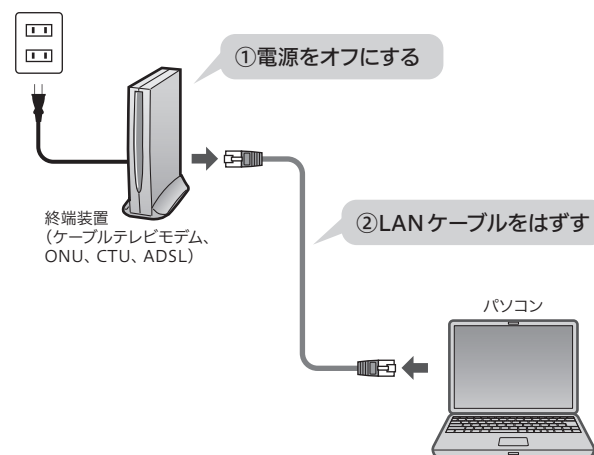 ①電源をオフにする
終端装置
（ケーブルテレビモデム、
ONU、CTU、ADSL）
②LANケーブルをはずす
パソコン